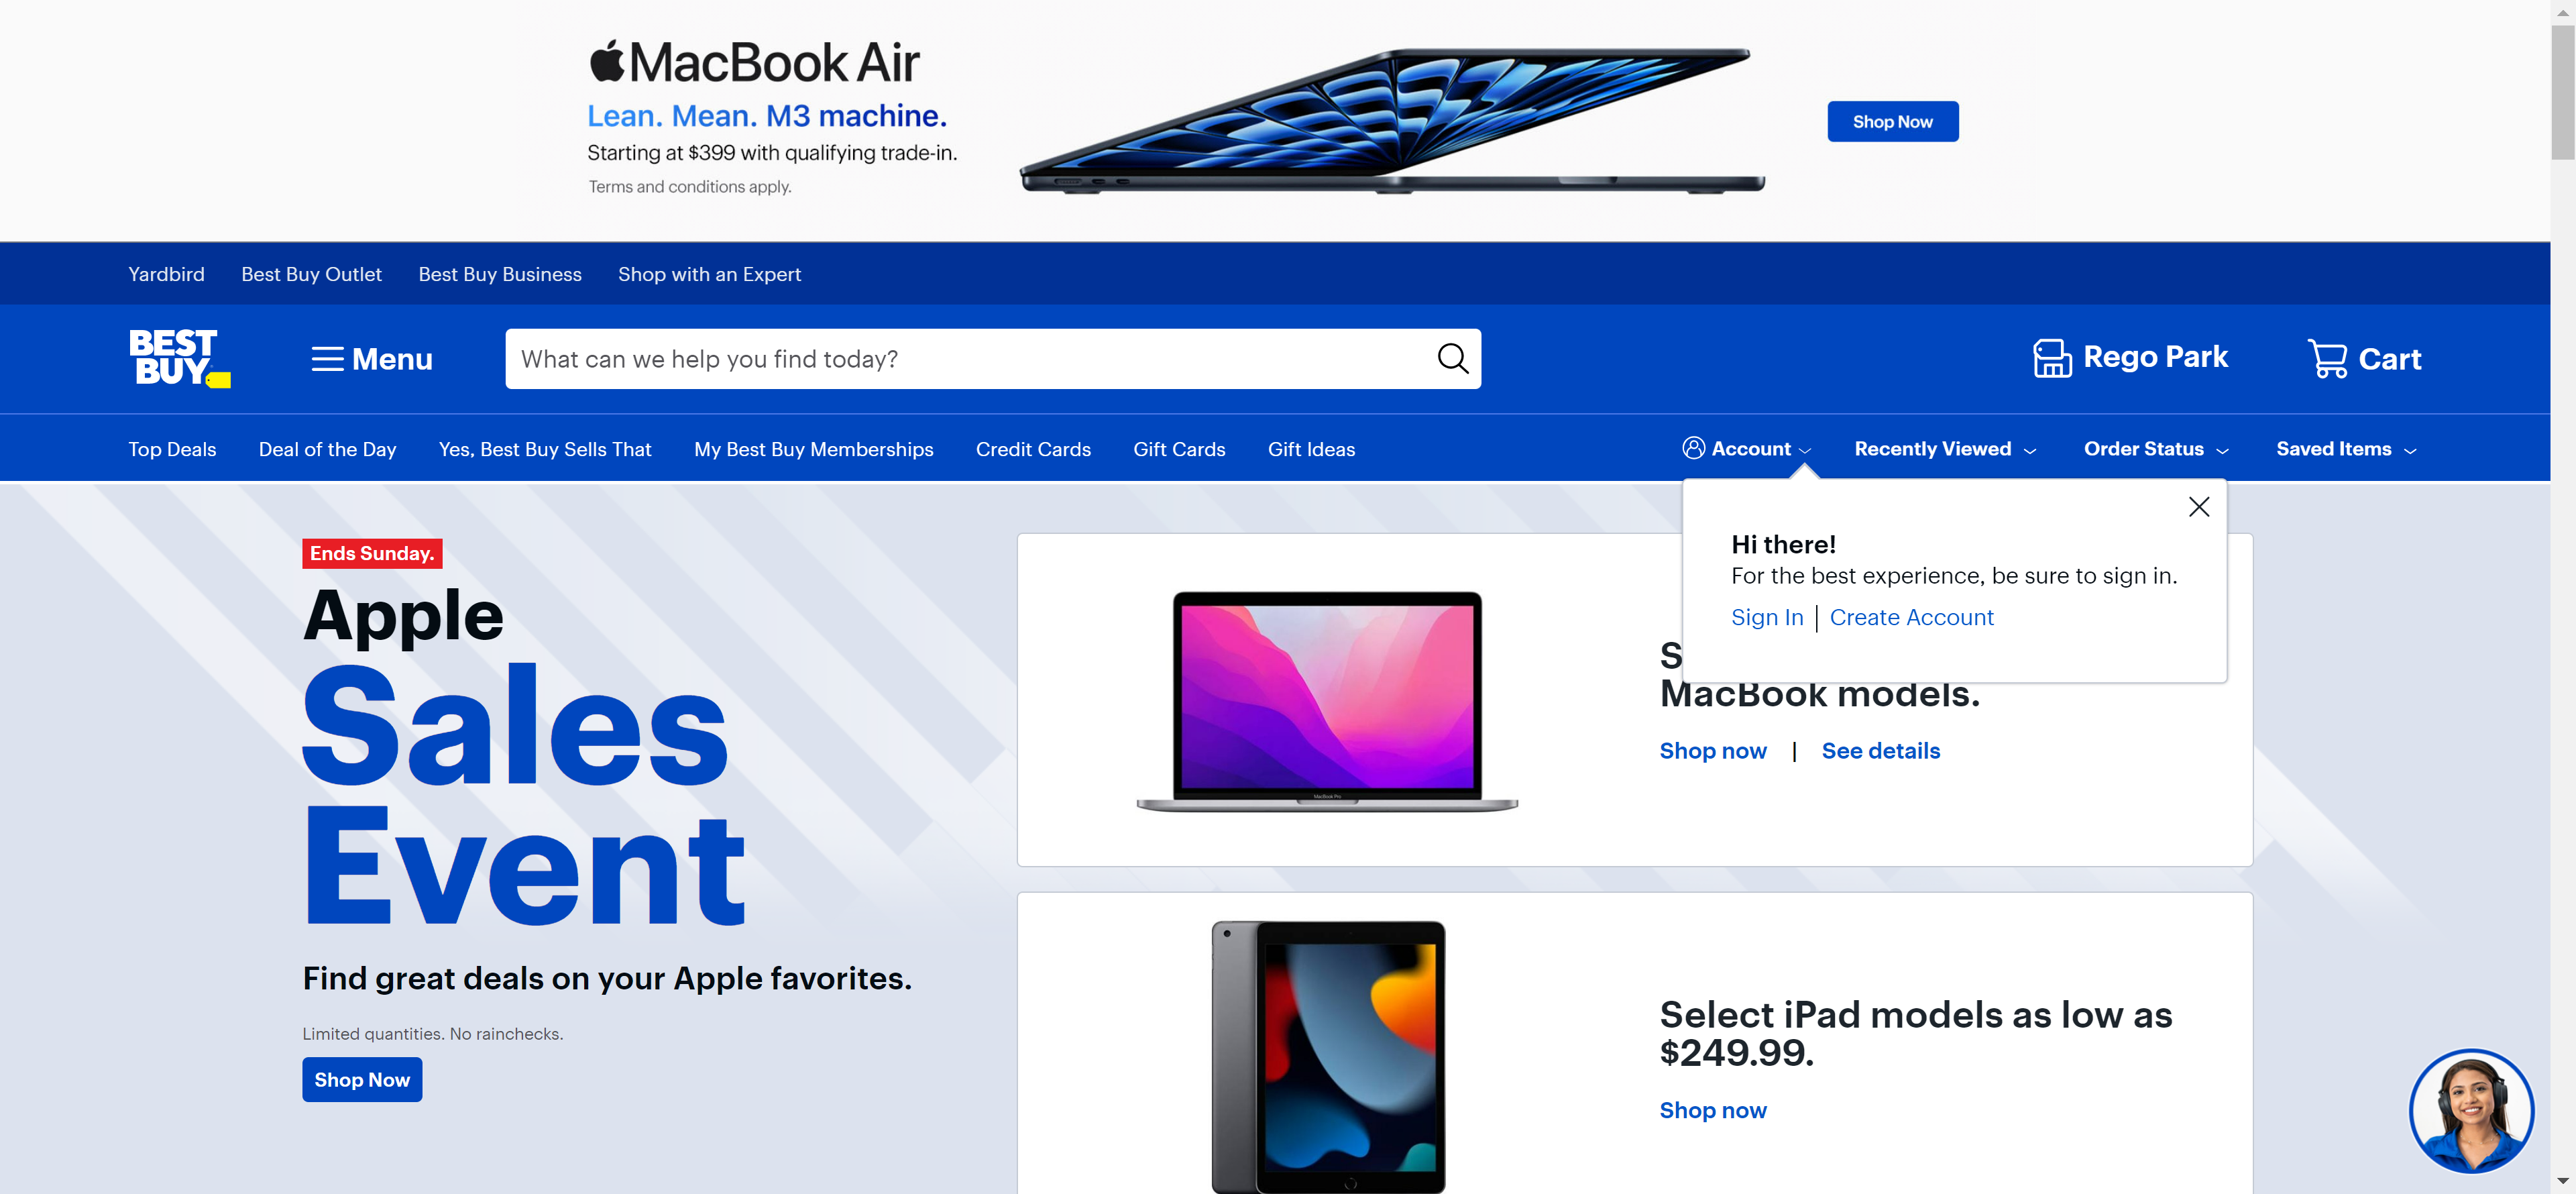 MacBook Air
Lean. Mean. M3 machine.
Starting at $399 with qualifying trade-in.
Terms and conditions apply.
Shop Now
Yardbird
Best Buy Outlet
Best Buy Business
Shop with an Expert
BEST
BUY
Menu
What can we help you find today?
Rego Park
Cart
Top Deals
Deal of the Day
Yes, Best Buy Sells That
My Best Buy Memberships
Credit Cards
Gift Cards
Gift Ideas
Account
Recently Viewed
Order Status
Saved Items
Hi there!
For the best experience, be sure to sign in.
Sign In | Create Account
Ends Sunday.
Apple
Sales
Event
Find great deals on your Apple favorites.
Limited quantities. No rainchecks.
Shop Now
MacBook Pro
MacBook models.
Shop now | See details
Select iPad models as low as
$249.99.
Shop now